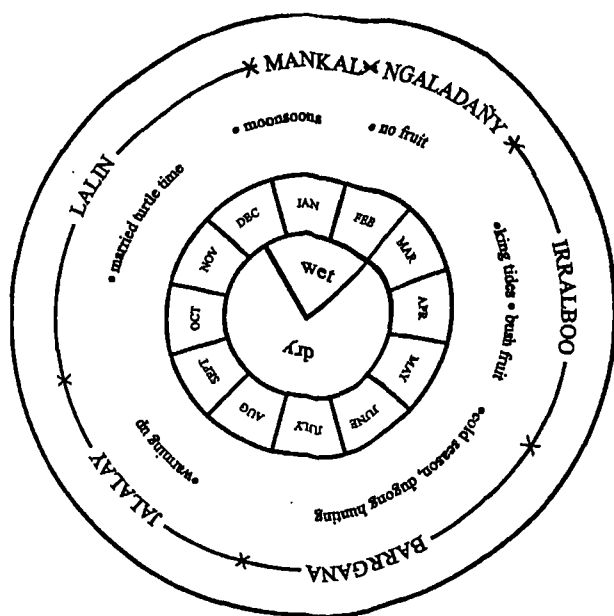 MANKAL
NGALADANY
IRRALBOO
BARRGANA
JALALAY
LALIN
• moonsoons
• no fruit
• king tides • bush fruit
• cold season, dugong hunting
• warming up
• married turtle time
JAN
FEB
MAR
APR
MAY
JUNE
JULY
AUG
SEPT
OCT
NOV
DEC
wet
dry